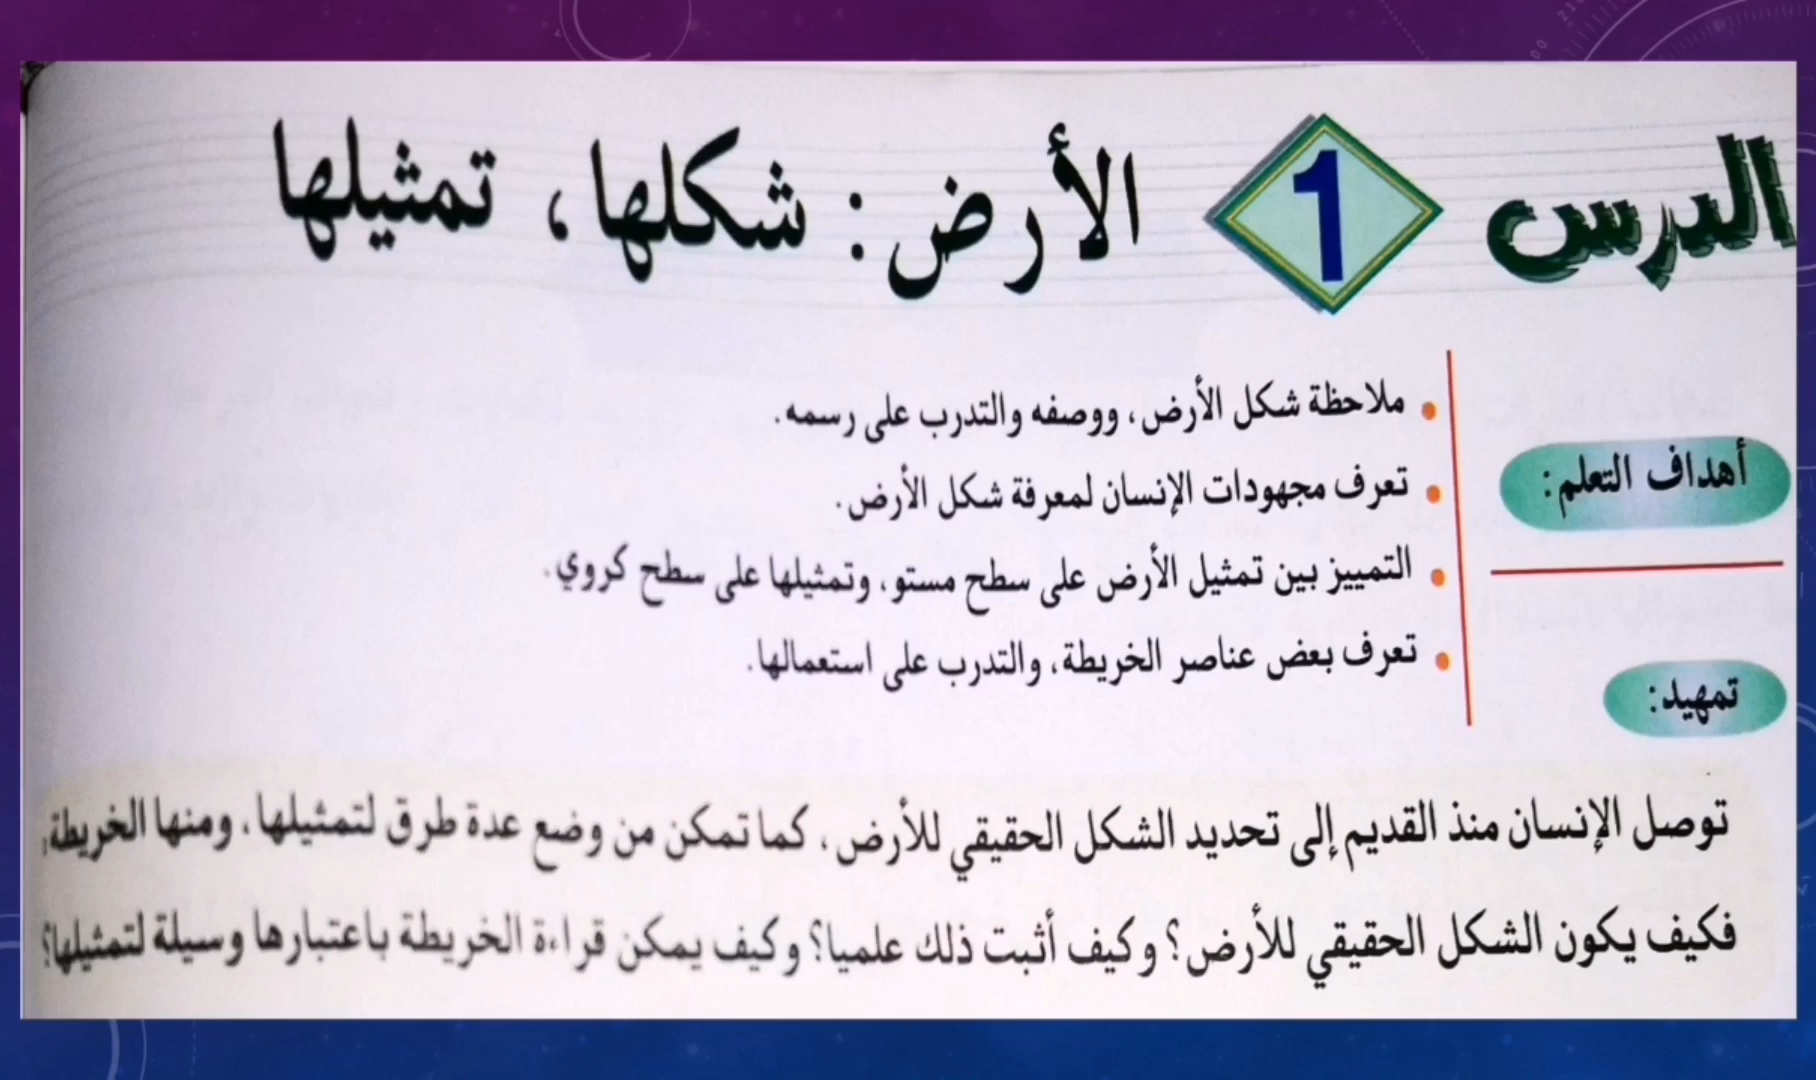 الدرس 1 الأرض: شكلها، تمثيلها
أهداف التعلم:
• ملاحظة شكل الأرض، ووصفه والتدرب على رسمه.
• تعرف مجهودات الإنسان لمعرفة شكل الأرض.
• التمييز بين تمثيل الأرض على سطح مستو، وتمثيلها على سطح كروي.
• تعرف بعض عناصر الخريطة، والتدرب على استعمالها.
تمهيد:
توصل الإنسان منذ القديم إلى تحديد الشكل الحقيقي للأرض، كما تمكن من وضع عدة طرق لتمثيلها، ومنها الخريطة،
فكيف يكون الشكل الحقيقي للأرض؟ وكيف أثبت ذلك علميا؟ وكيف يمكن قراءة الخريطة باعتبارها وسيلة لتمثيلها؟